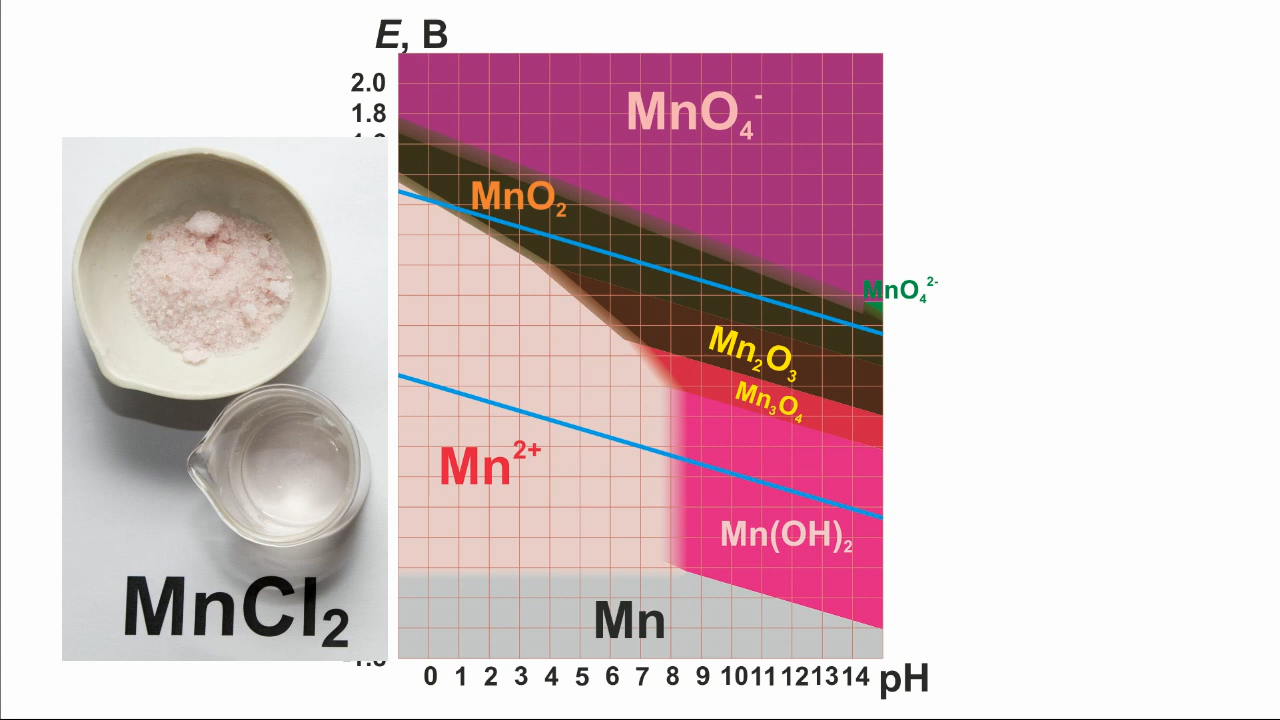 E, В
2.0
1.8
MnO₄⁻
MnO₂
MnO₄²⁻
Mn₂O₃
Mn₃O₄
Mn²⁺
Mn(OH)₂
MnCl₂
Mn
0 1 2 3 4 5 6 7 8 9 10 11 12 13 14 pH